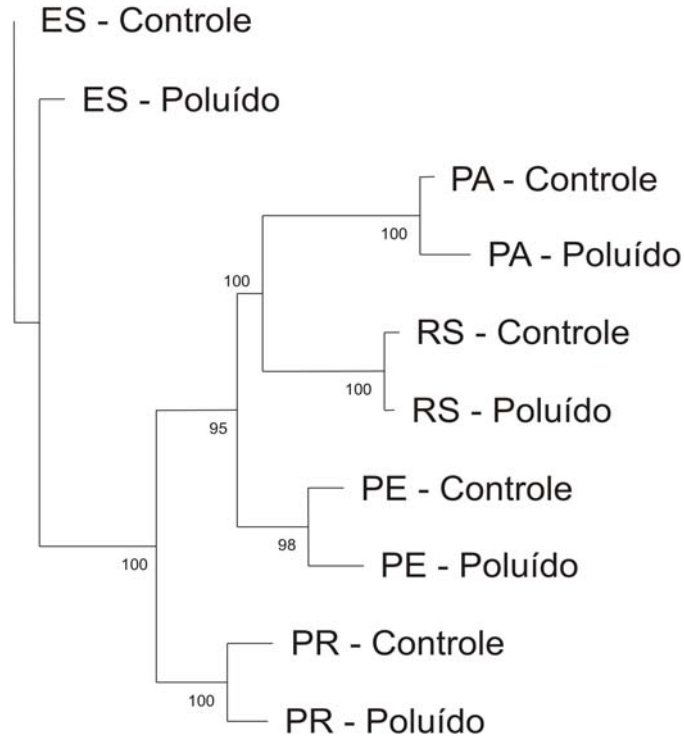 ES - Controle
ES - Poluído
PA - Controle
100
PA - Poluído
100
RS - Controle
100
RS - Poluído
95
PE - Controle
98
PE - Poluído
100
PR - Controle
100
PR - Poluído